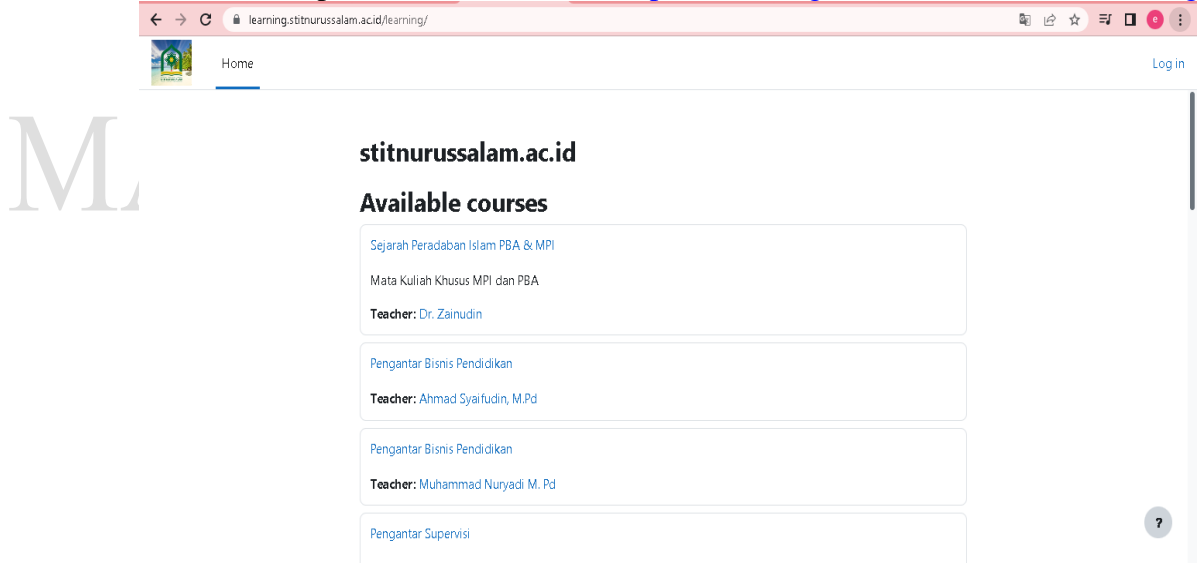 learning.stitnurussalam.ac.id/learning/
e
Home
Log in
stitnurussalam.ac.id
Available courses
Sejarah Peradaban Islam PBA & MPI
Mata Kuliah Khusus MPI dan PBA
Teacher: Dr. Zainudin
Pengantar Bisnis Pendidikan
Teacher: Ahmad Syaifudin, M.Pd
Pengantar Bisnis Pendidikan
Teacher: Muhammad Nuryadi M. Pd
Pengantar Supervisi
?